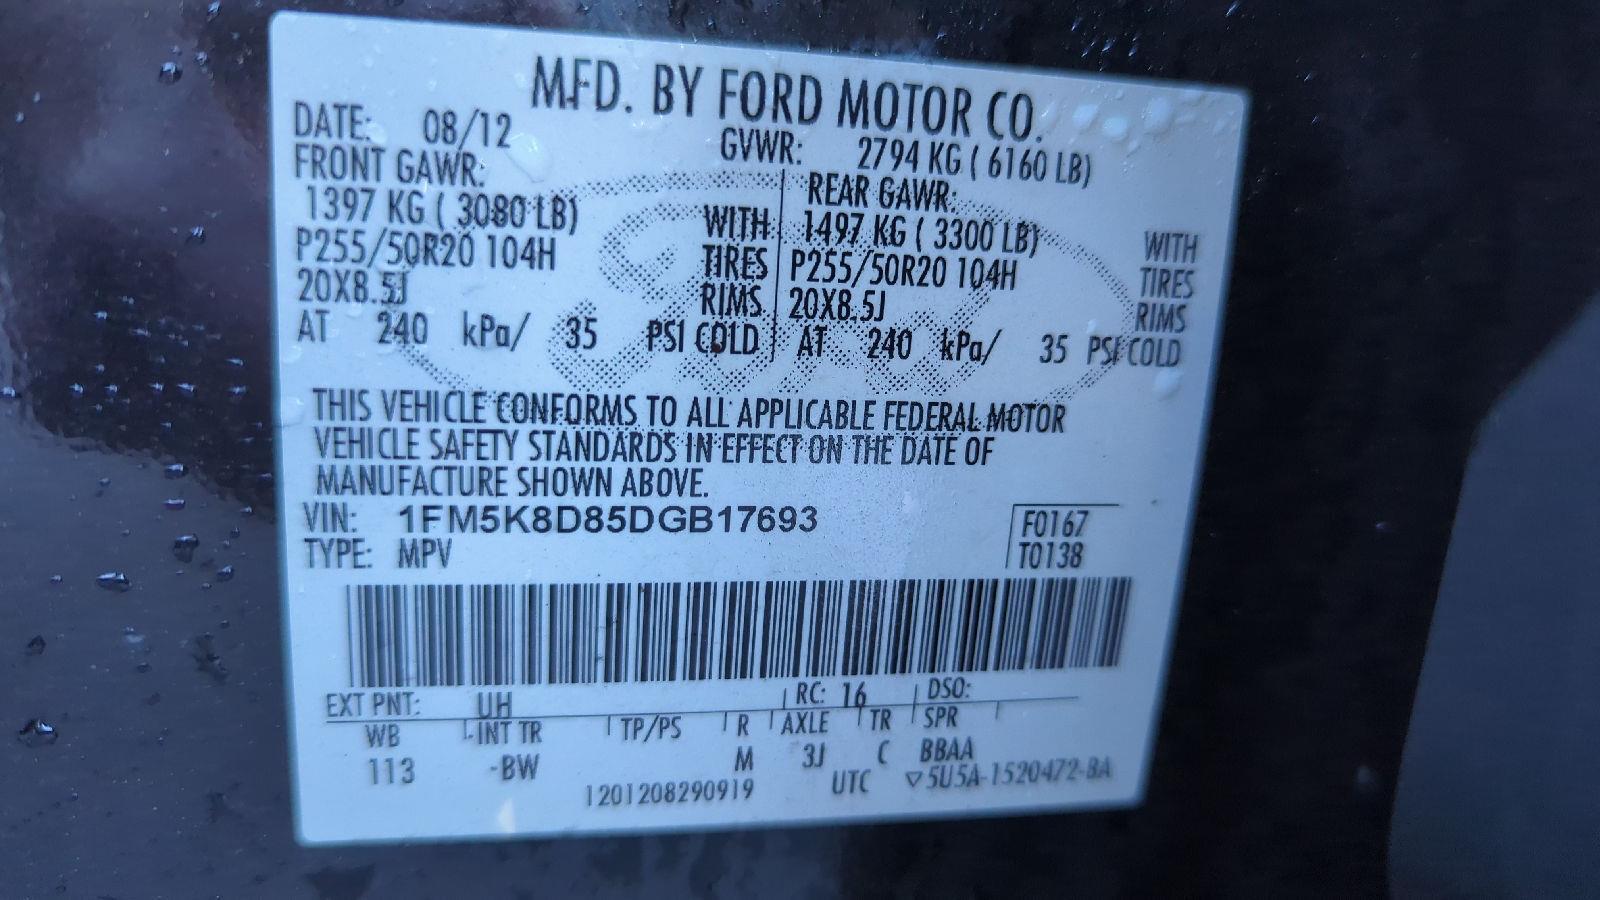 MFD. BY FORD MOTOR CO.
DATE: 08/12 GVWR: 2794 KG ( 6160 LB)
FRONT GAWR: REAR GAWR:
1397 KG ( 3080 LB) WITH 1497 KG ( 3300 LB) WITH
P255/50R20 104H TIRES P255/50R20 104H TIRES
20X8.5J RIMS 20X8.5J RIMS
AT 240 kPa/ 35 PSI COLD AT 240 kPa/ 35 PSI COLD
THIS VEHICLE CONFORMS TO ALL APPLICABLE FEDERAL MOTOR
VEHICLE SAFETY STANDARDS IN EFFECT ON THE DATE OF
MANUFACTURE SHOWN ABOVE.
VIN: 1FM5K8D85DGB17693 F0167
TYPE: MPV T0138
EXT PNT: UH RC: 16 DSO:
WB INT TR TP/PS R AXLE TR SPR
113 -BW M 3J C BBAA
1201208290919 UTC ▽5U5A-1520472-BA